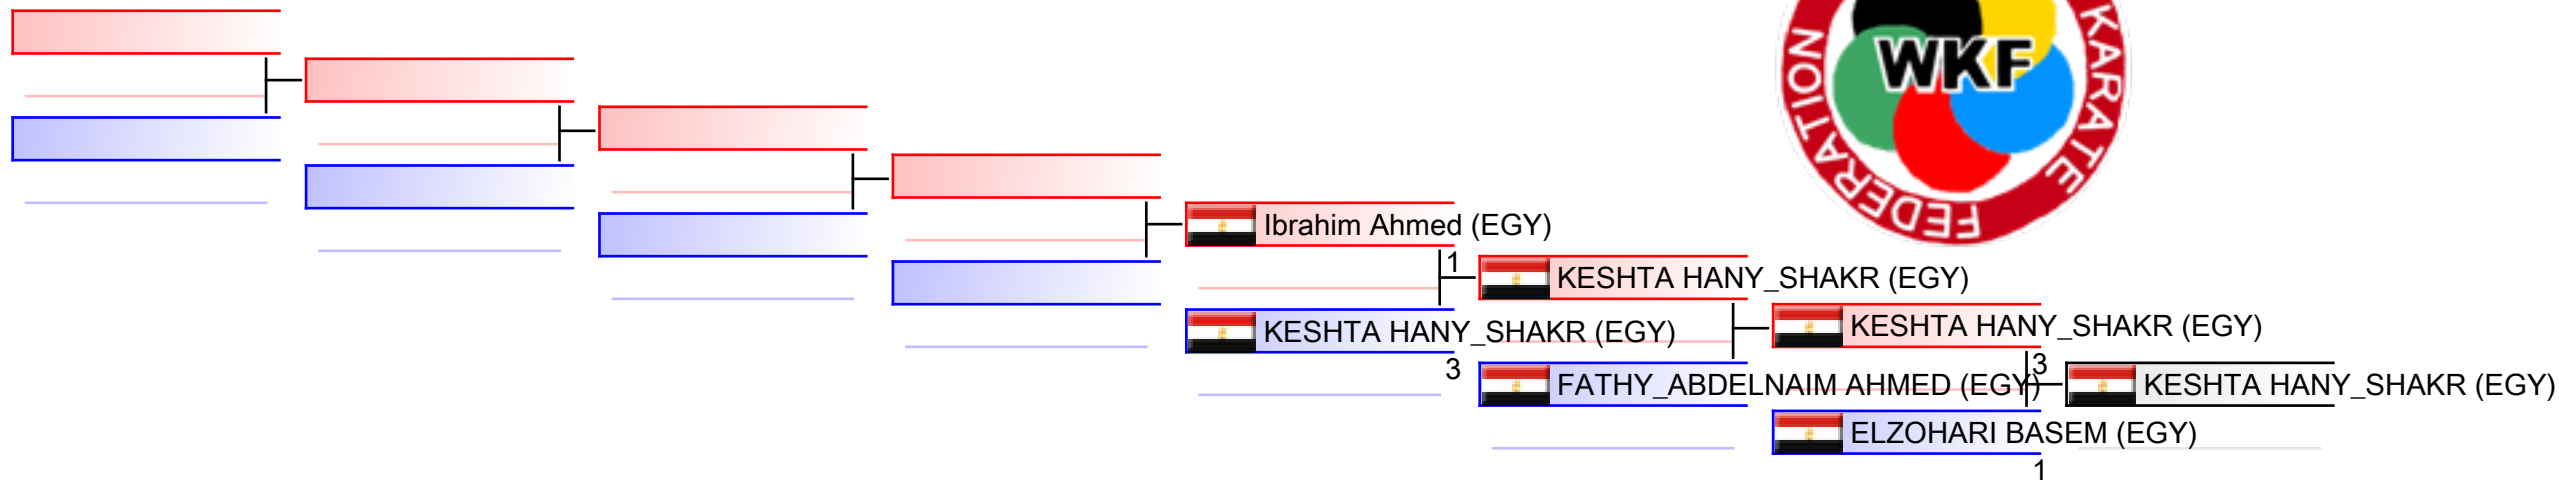 KARATE
FEDERATION
WKF
Ibrahim Ahmed (EGY)
1
KESHTA HANY_SHAKR (EGY)
KESHTA HANY_SHAKR (EGY)
3
KESHTA HANY_SHAKR (EGY)
FATHY_ABDELNAIM AHMED (EGY)
3
KESHTA HANY_SHAKR (EGY)
ELZOHARI BASEM (EGY)
1